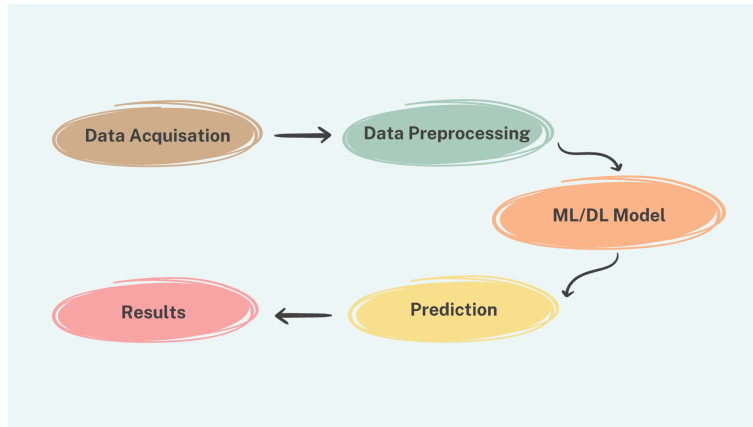 Data Acquisation
Data Preprocessing
ML/DL Model
Prediction
Results